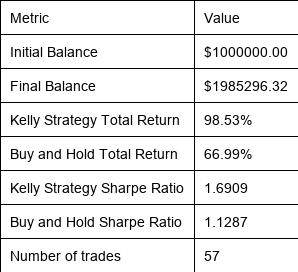 Metric Value
Initial Balance $1000000.00
Final Balance $1985296.32
Kelly Strategy Total Return 98.53%
Buy and Hold Total Return 66.99%
Kelly Strategy Sharpe Ratio 1.6909
Buy and Hold Sharpe Ratio 1.1287
Number of trades 57